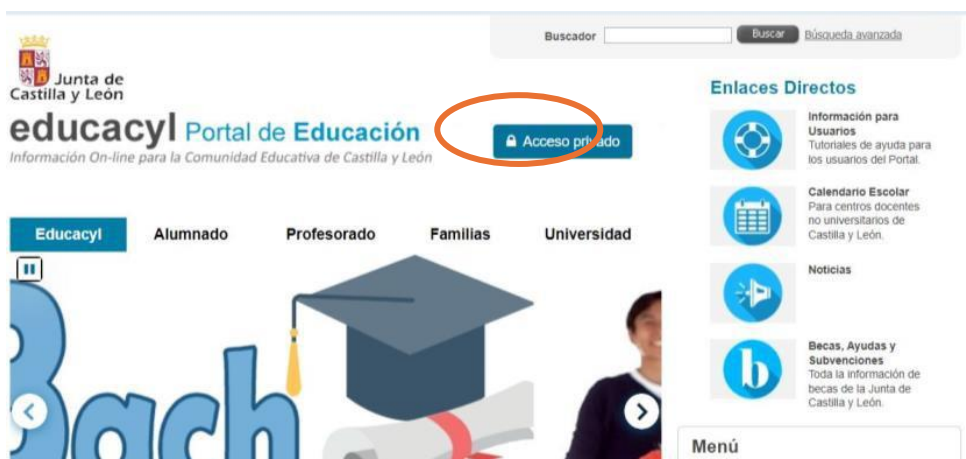 Buscador
Buscar
Búsqueda avanzada
Junta de
Castilla y León
educacyl Portal de Educación
Información On-line para la Comunidad Educativa de Castilla y León
Acceso privado
Educacyl
Alumnado
Profesorado
Familias
Universidad
Bach
Enlaces Directos
Información para
Usuarios
Tutoriales de ayuda para
los usuarios del Portal.
Calendario Escolar
Para centros docentes
no universitarios de
Castilla y León.
Noticias
b
Becas, Ayudas y
Subvenciones
Toda la información de
becas de la Junta de
Castilla y León.
Menú